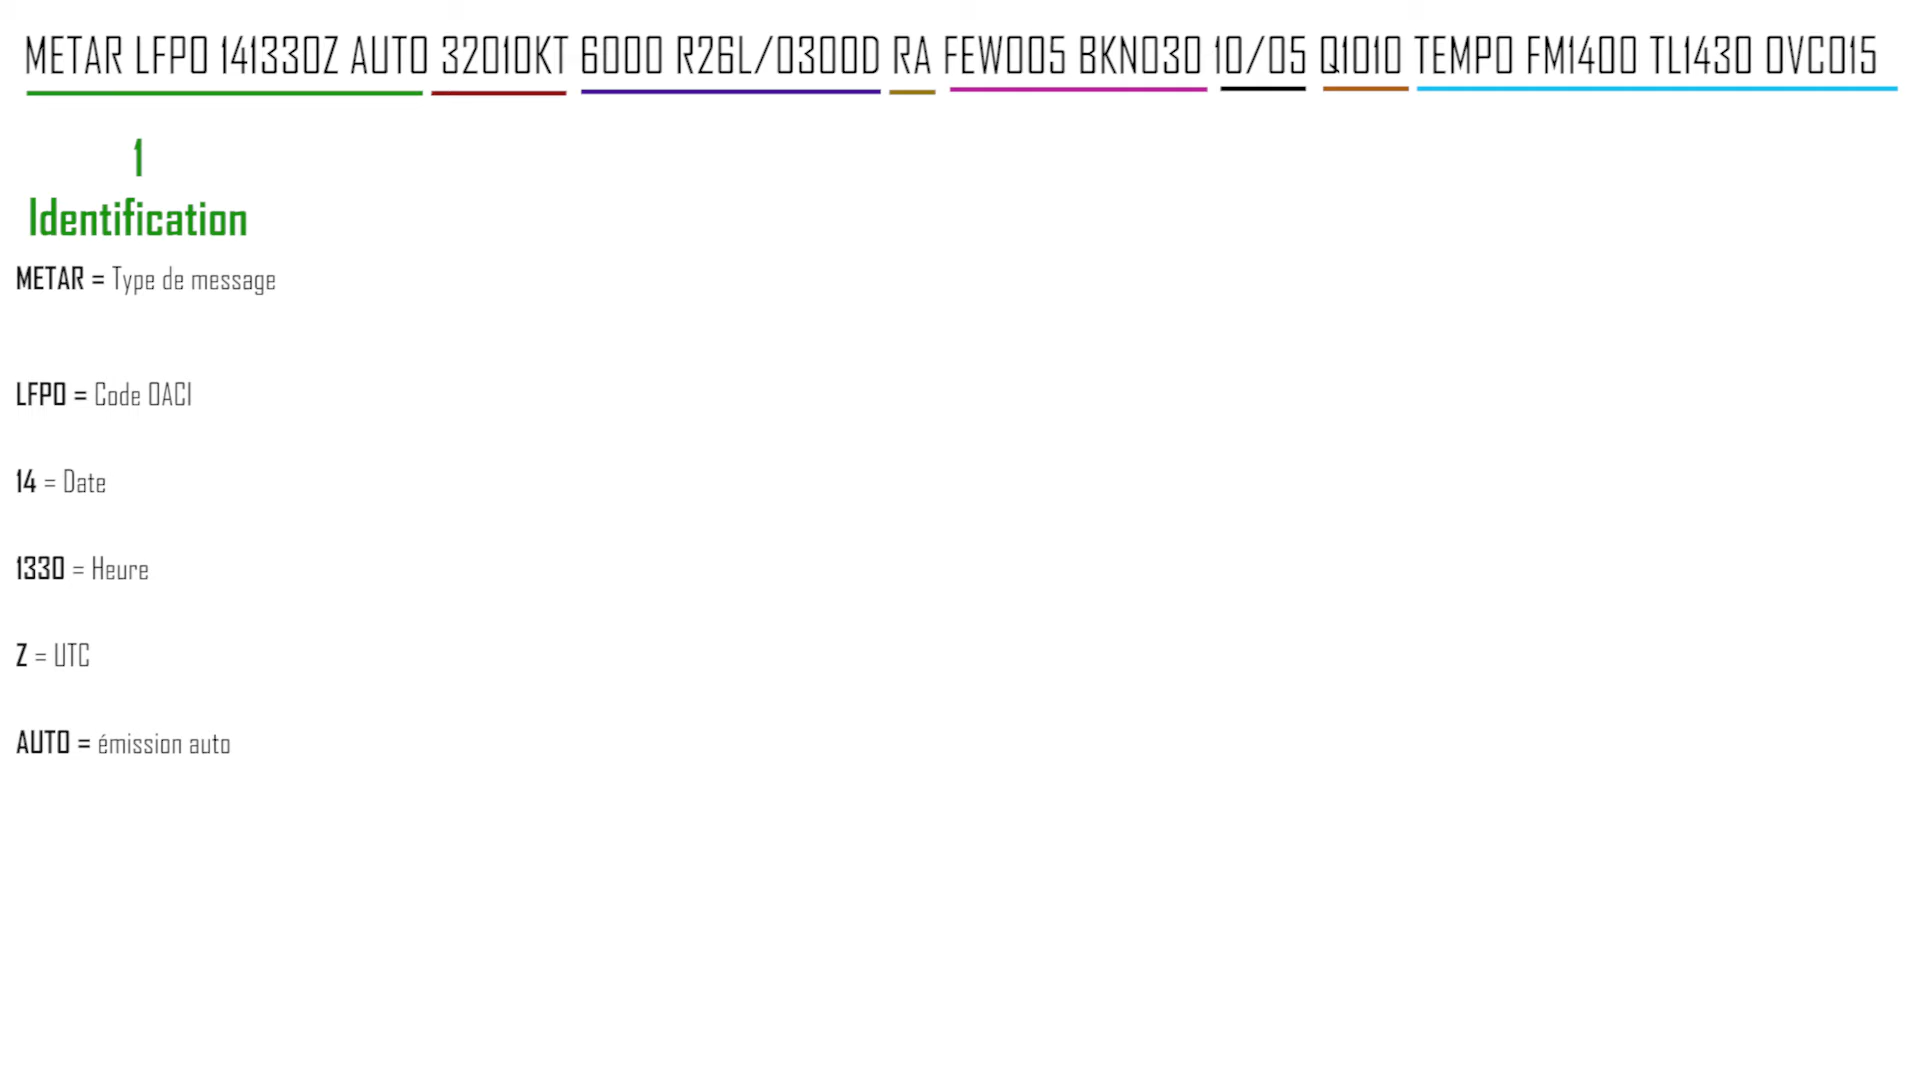 METAR LFPO 141330Z AUTO 32010KT 6000 R26L/0300D RA FEW005 BKN030 10/05 Q1010 TEMPO FM1400 TL1430 OVC015
1
Identification
METAR = Type de message
LFPO = Code OACI
14 = Date
1330 = Heure
Z = UTC
AUTO = émission auto